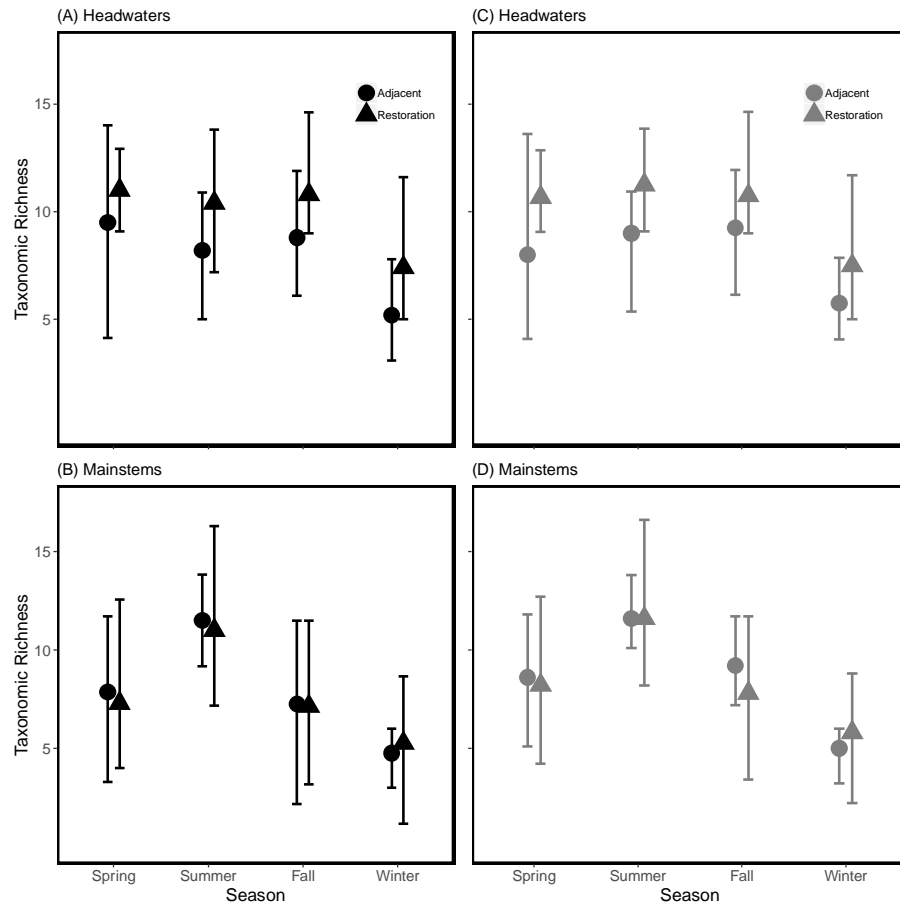 (A) Headwaters
15
10
5
Taxonomic Richness
Adjacent
Restoration
(C) Headwaters
Adjacent
Restoration
(B) Mainstems
15
10
5
Taxonomic Richness
Spring Summer Fall Winter
Season
(D) Mainstems
Spring Summer Fall Winter
Season